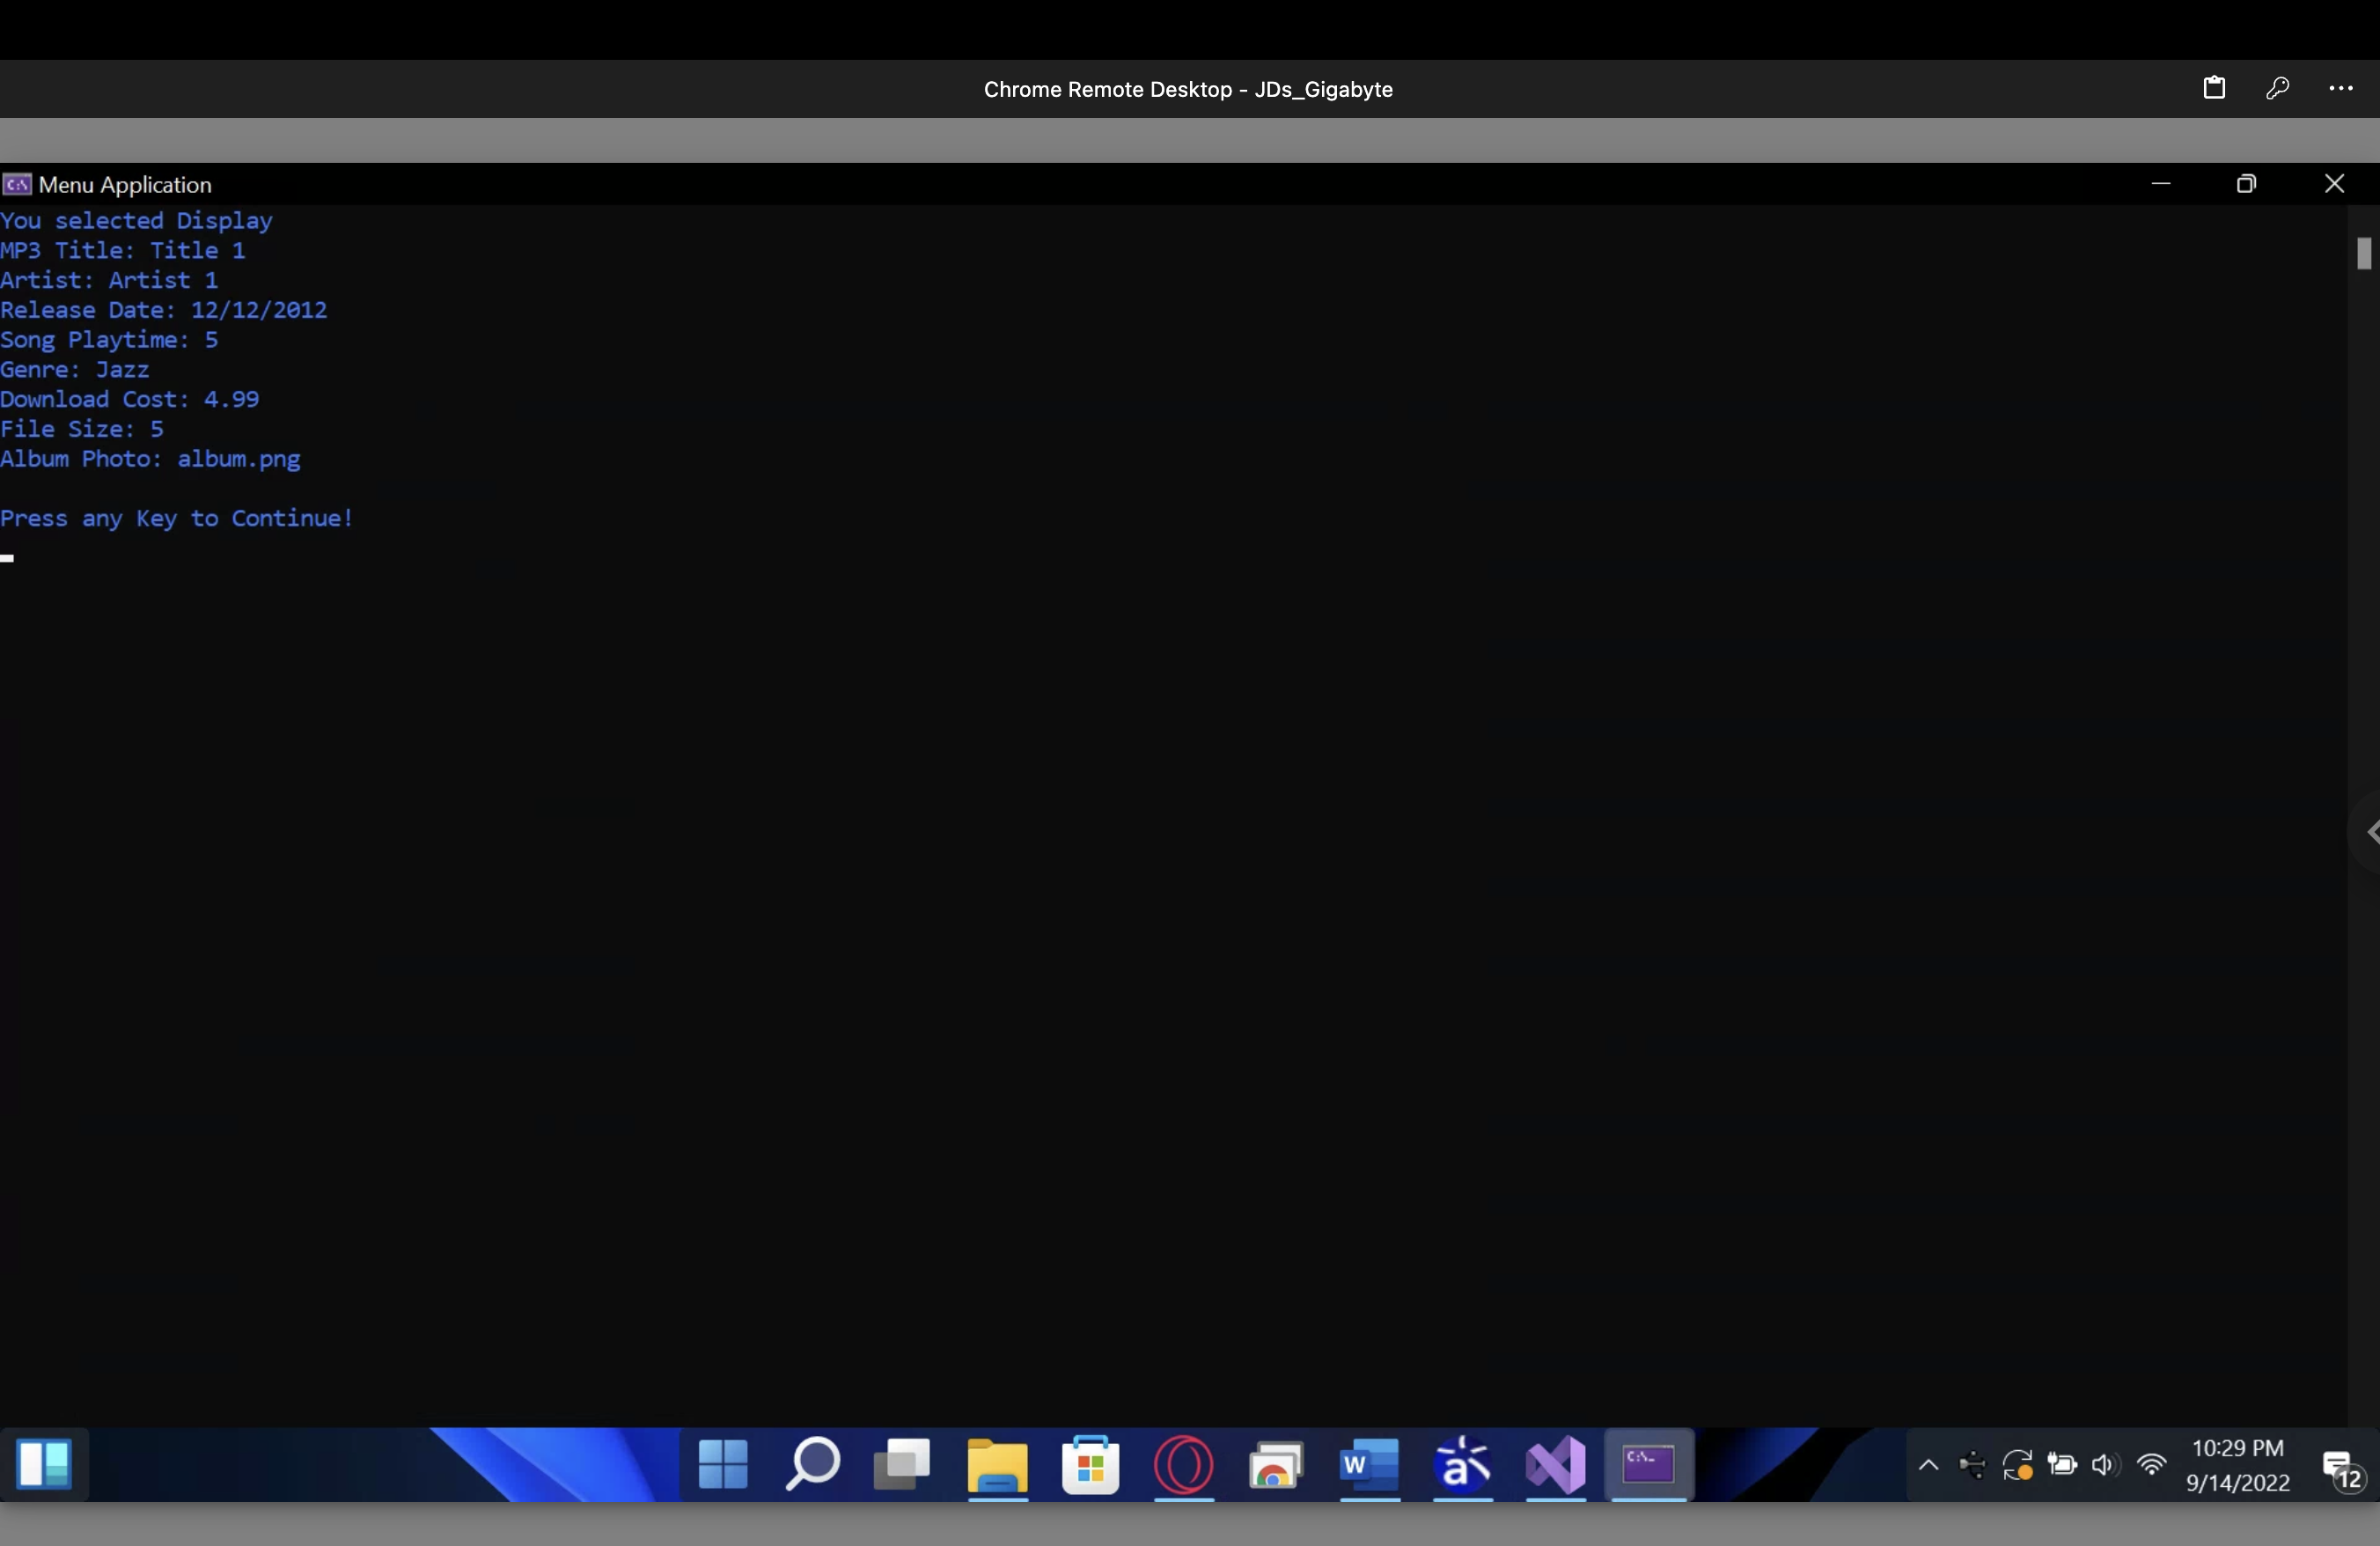 Chrome Remote Desktop - JDs_Gigabyte
Menu Application
You selected Display
MP3 Title: Title 1
Artist: Artist 1
Release Date: 12/12/2012
Song Playtime: 5
Genre: Jazz
Download Cost: 4.99
File Size: 5
Album Photo: album.png
Press any Key to Continue!
10:29 PM
9/14/2022
12